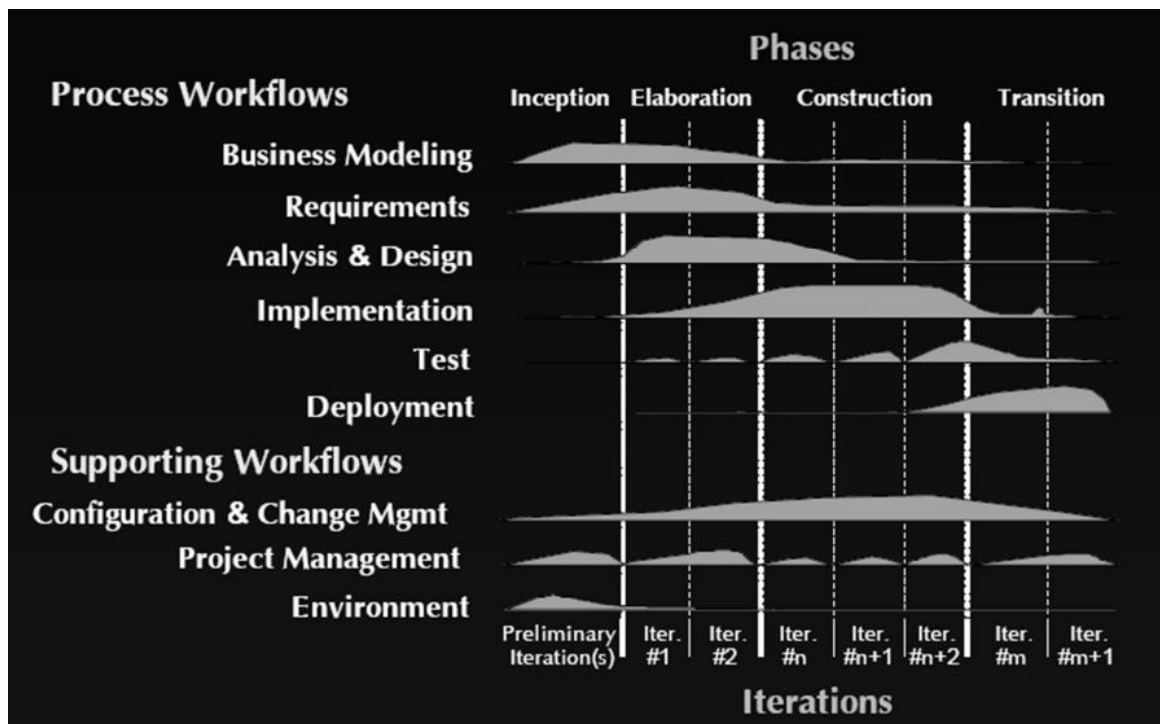 Phases
Process Workflows
Inception Elaboration Construction Transition
Business Modeling
Requirements
Analysis & Design
Implementation
Test
Deployment
Supporting Workflows
Configuration & Change Mgmt
Project Management
Environment
Preliminary Iteration(s)
Iter. #1
Iter. #2
Iter. #n
Iter. #n+1
Iter. #n+2
Iter. #m
Iter. #m+1
Iterations